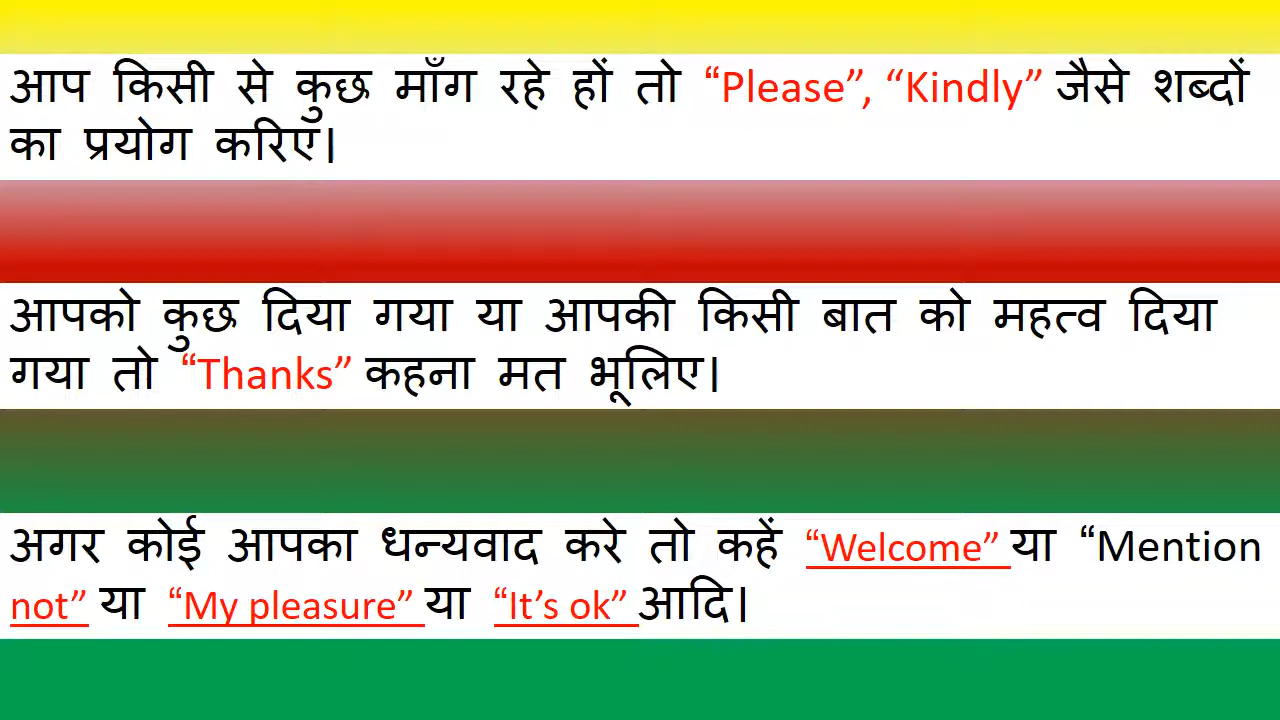 आप किसी से कुछ माँग रहे हों तो “Please”, “Kindly” जैसे शब्दों
का प्रयोग करिए।
आपको कुछ दिया गया या आपकी किसी बात को महत्व दिया
गया तो “Thanks” कहना मत भूलिए।
अगर कोई आपका धन्यवाद करे तो कहें “Welcome” या “Mention
not” या “My pleasure” या “It’s ok” आदि।